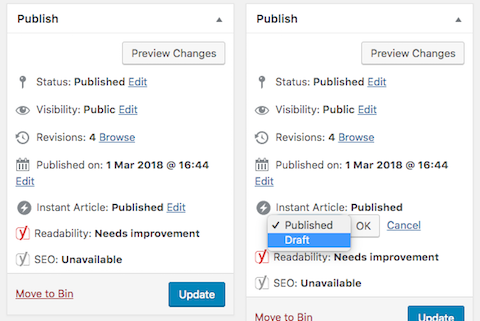 Publish
Preview Changes
Status: Published Edit
Visibility: Public Edit
Revisions: 4 Browse
Published on: 1 Mar 2018 @ 16:44
Edit
Instant Article: Published Edit
Readability: Needs improvement
SEO: Unavailable
Move to Bin
Update
Publish
Preview Changes
Status: Published Edit
Visibility: Public Edit
Revisions: 4 Browse
Published on: 1 Mar 2018 @ 16:44
Edit
Instant Article: Published
✓ Published
Draft
OK
Cancel
Readability: Needs improvement
SEO: Unavailable
Move to Bin
Update